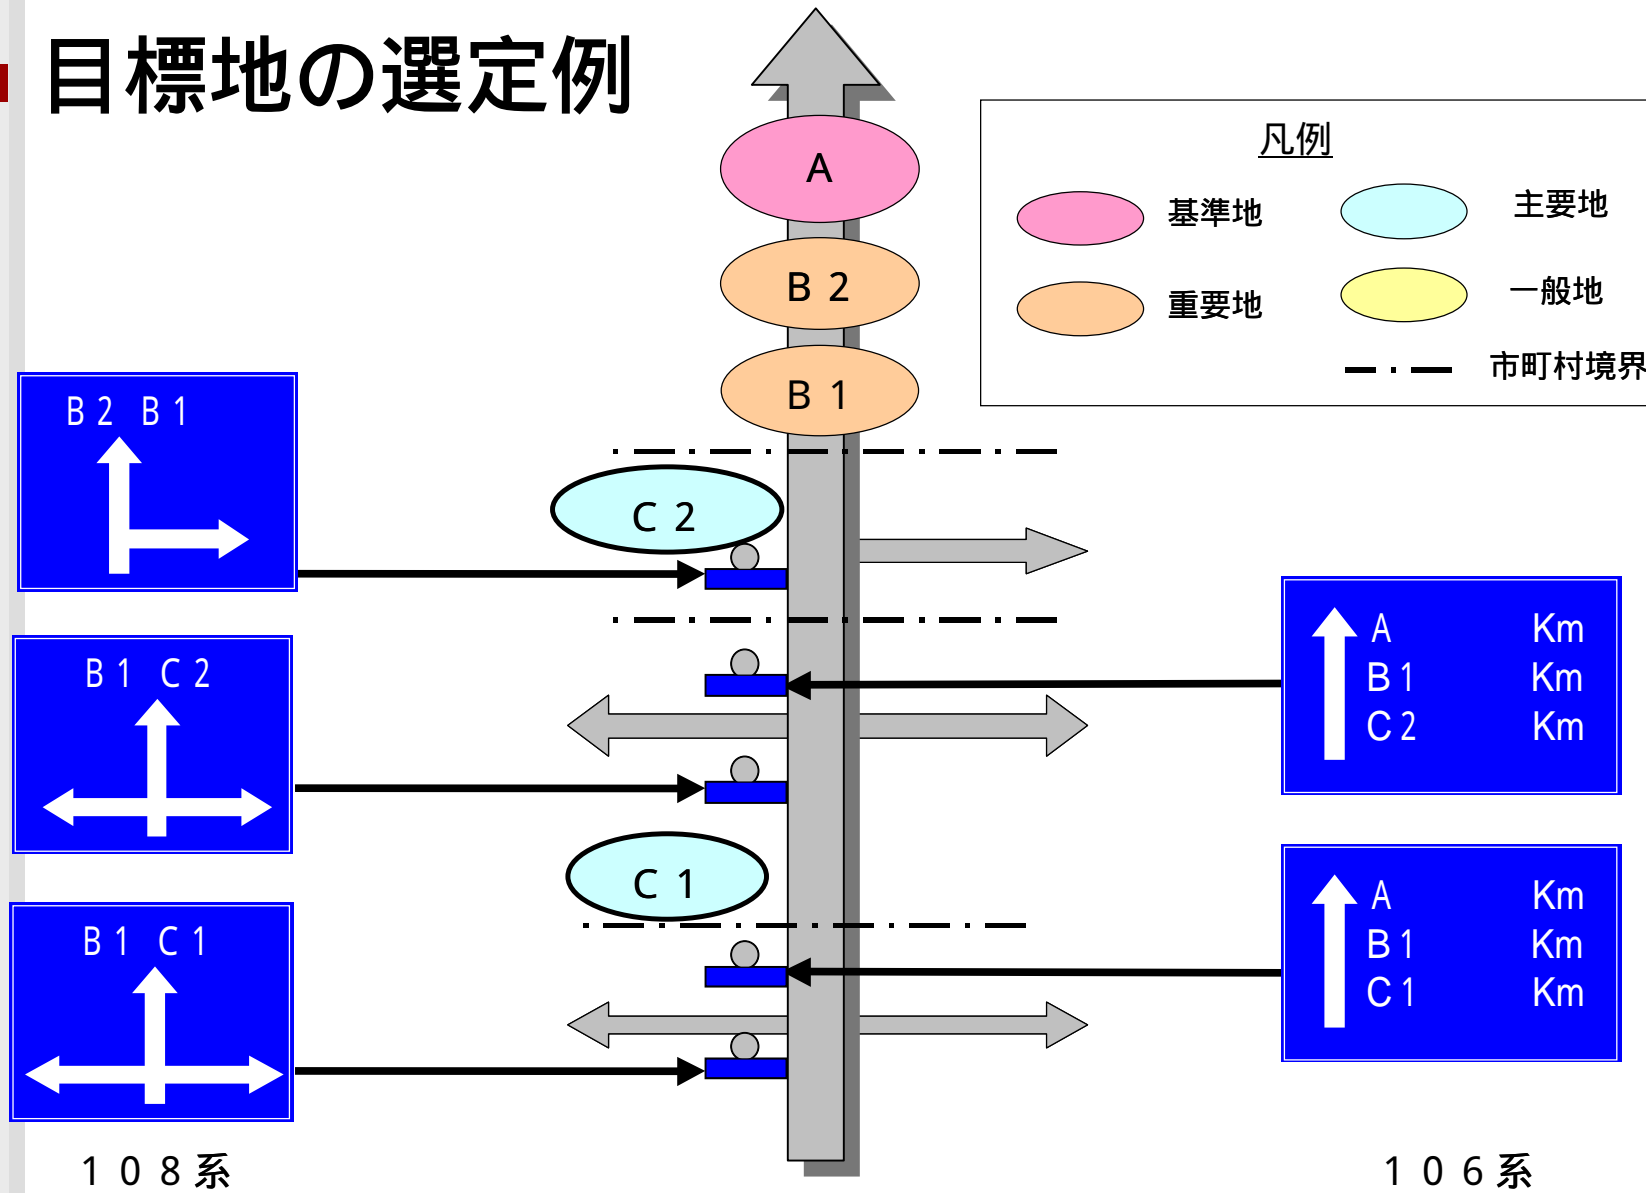 目標地の選定例
A
B 2
B 1
C 2
C 1
凡例
基準地
主要地
重要地
一般地
市町村境界
B 2 B 1
B 1 C 2
B 1 C 1
１０８系
A Km
B 1 Km
C 2 Km
A Km
B 1 Km
C 1 Km
１０６系